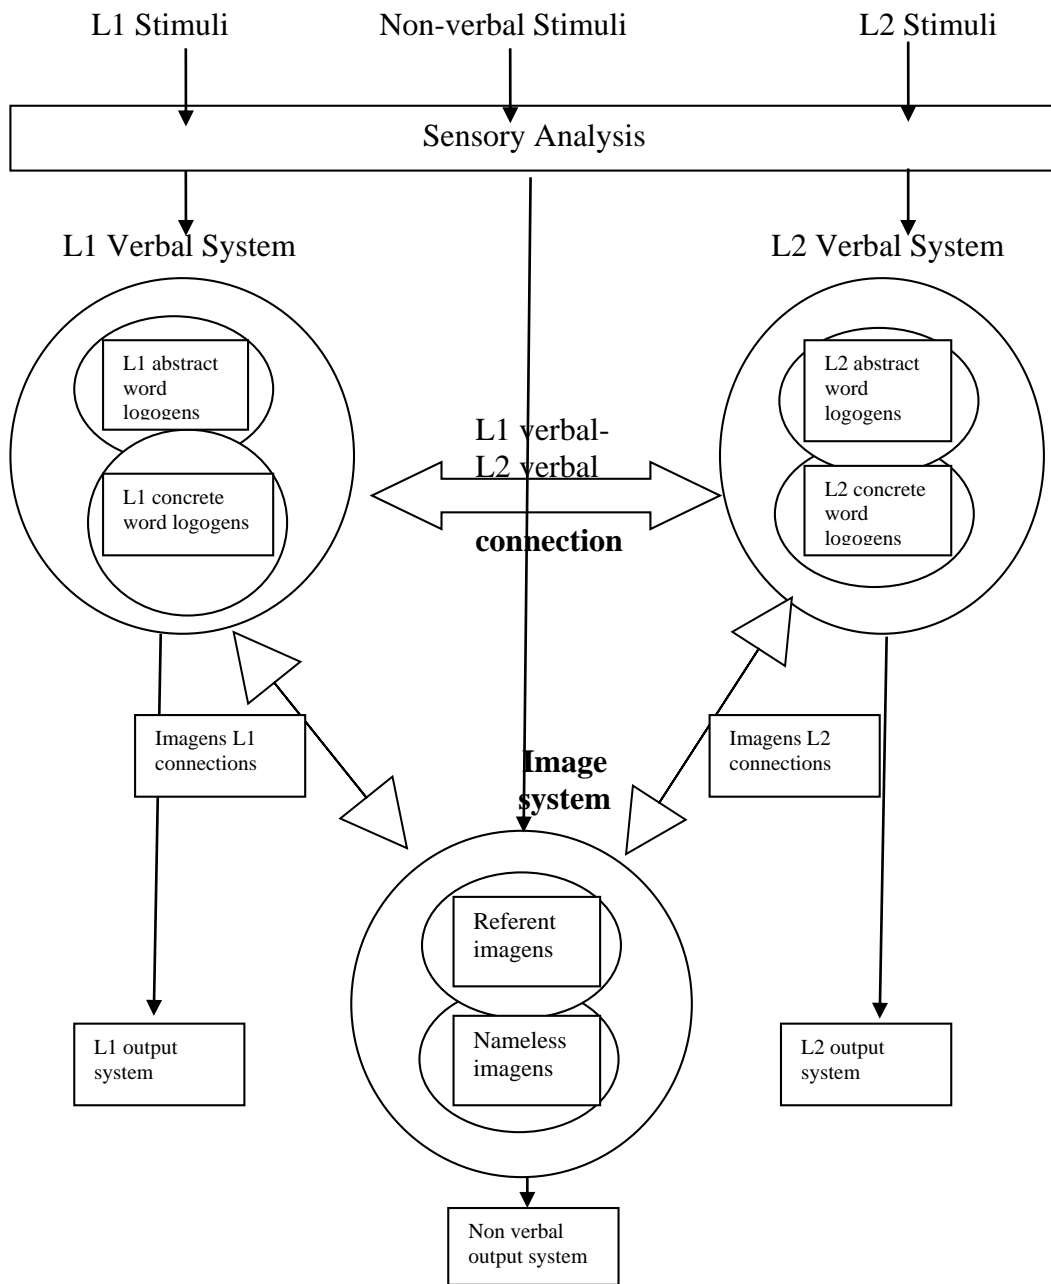 L1 Stimuli
Non-verbal Stimuli
L2 Stimuli
Sensory Analysis
L1 Verbal System
L2 Verbal System
L1 abstract
word
logogens
L2 abstract
word
logogens
L1 verbal-
L2 verbal
connection
L1 concrete
word logogens
L2 concrete
word
logogens
Imagens L1
connections
Imagens L2
connections
Image
system
Referent
imagens
Nameless
imagens
L1 output
system
L2 output
system
Non verbal
output system